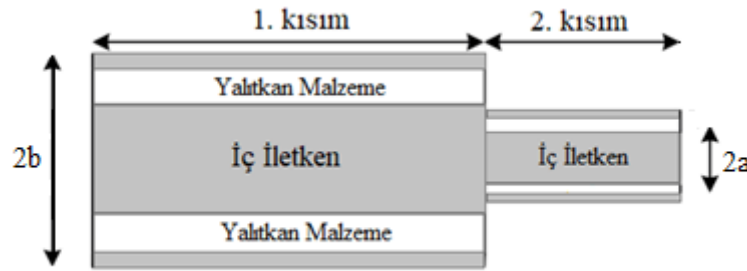 1. kısım
2. kısım
Yalıtkan Malzeme
2b
İç İletken
İç İletken
2a
Yalıtkan Malzeme